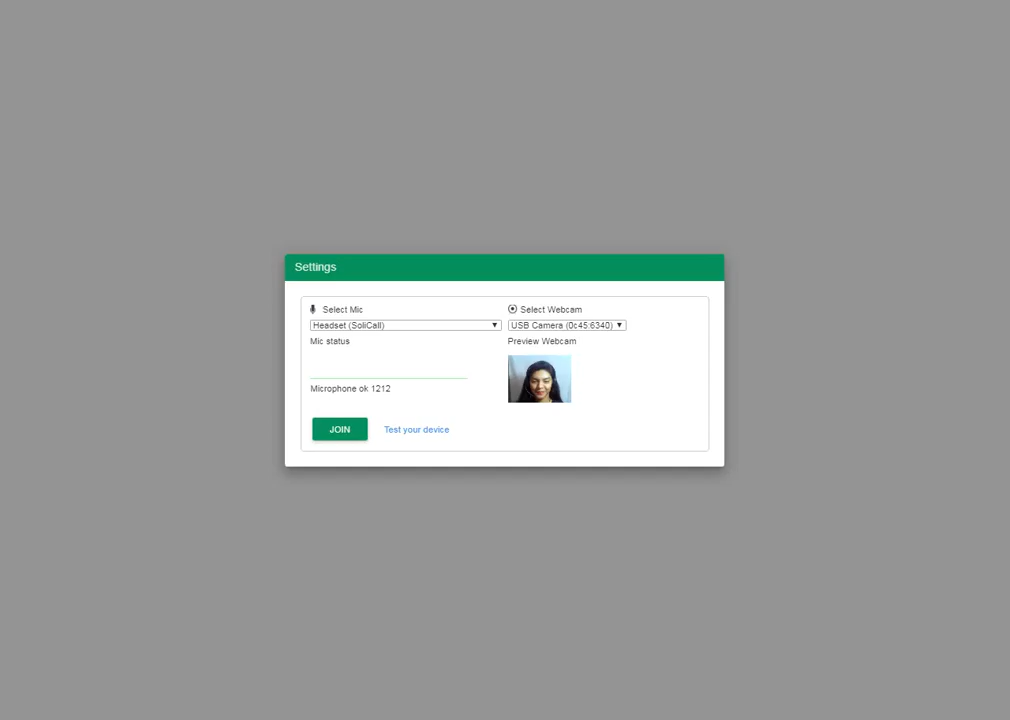 Settings
Select Mic
Headset (SoliCall)
Mic status
Microphone ok 1212
Select Webcam
USB Camera (0c45:6340)
Preview Webcam
JOIN
Test your device